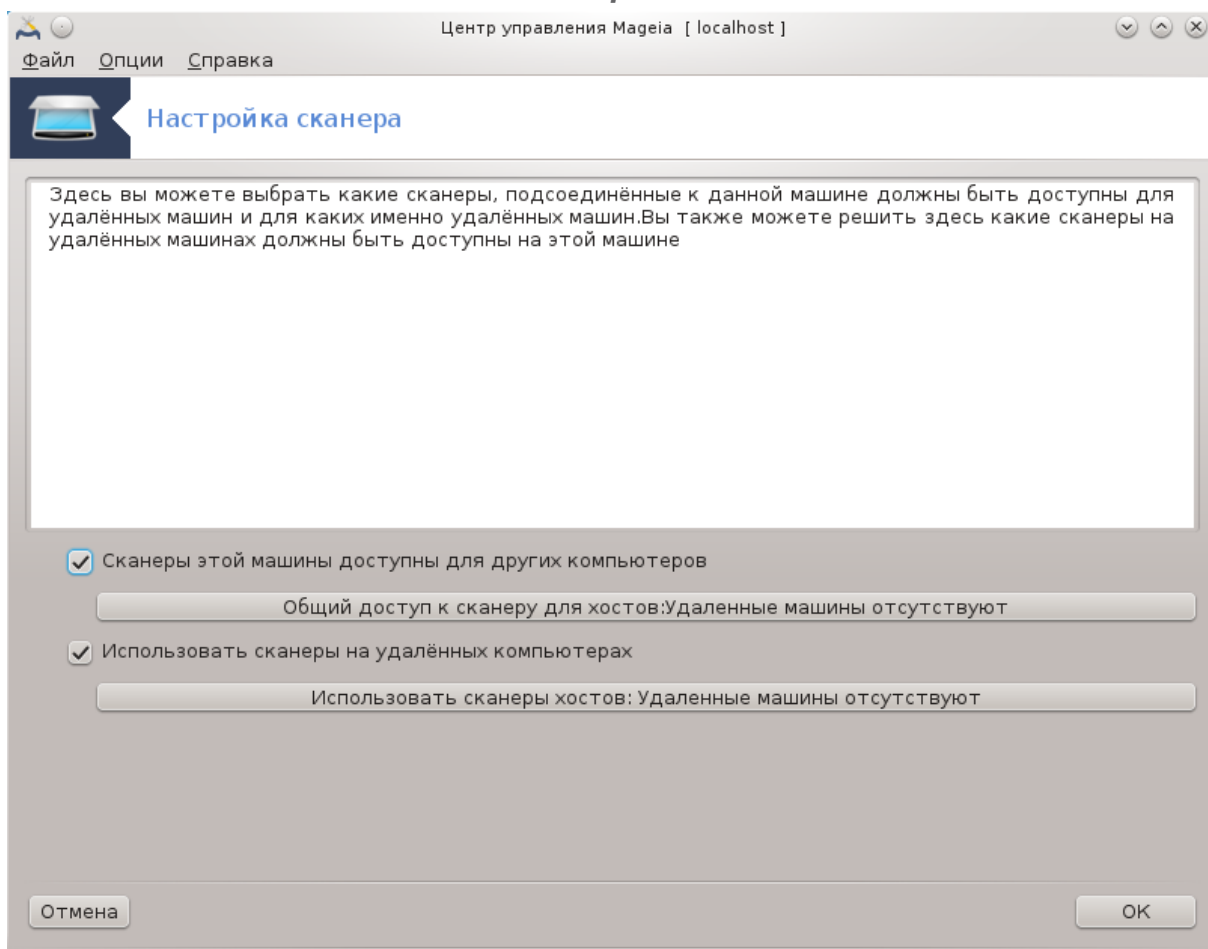 Центр управления Mageia [ localhost ]
Файл Опции Справка
Настройка сканера
Здесь вы можете выбрать какие сканеры, подсоединённые к данной машине должны быть доступны для
удалённых машин и для каких именно удалённых машин.Вы также можете решить здесь какие сканеры на
удалённых машинах должны быть доступны на этой машине
Сканеры этой машины доступны для других компьютеров
Общий доступ к сканеру для хостов:Удаленные машины отсутствуют
Использовать сканеры на удалённых компьютерах
Использовать сканеры хостов: Удаленные машины отсутствуют
Отмена
OK